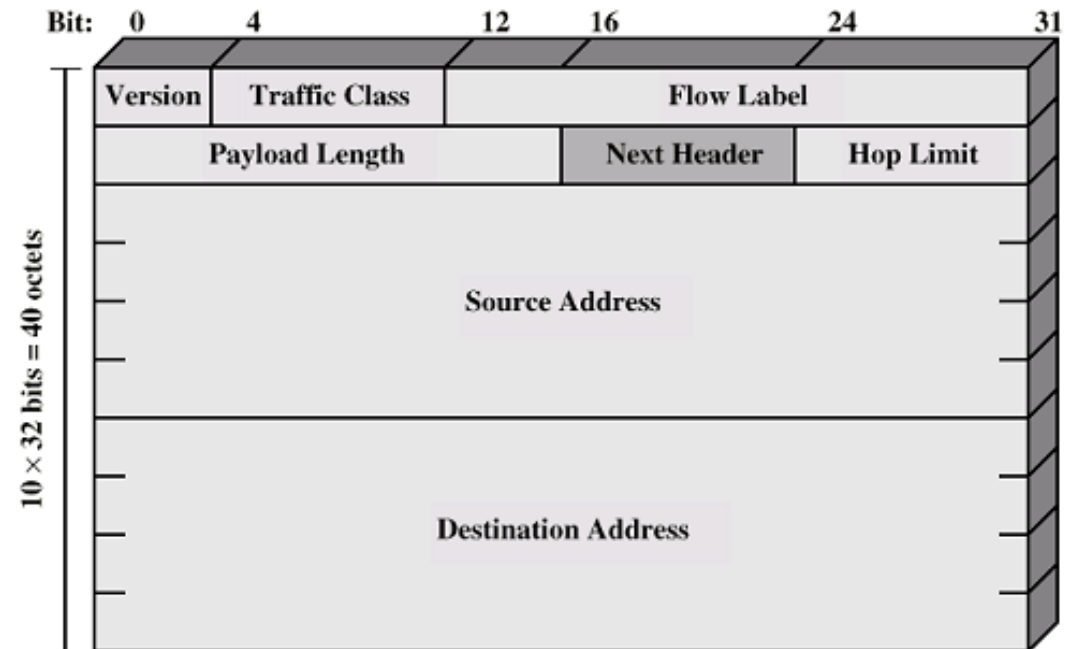 Bit: 0 4 12 16 24 31
Version Traffic Class Flow Label
Payload Length Next Header Hop Limit
Source Address
10 × 32 bits = 40 octets
Destination Address